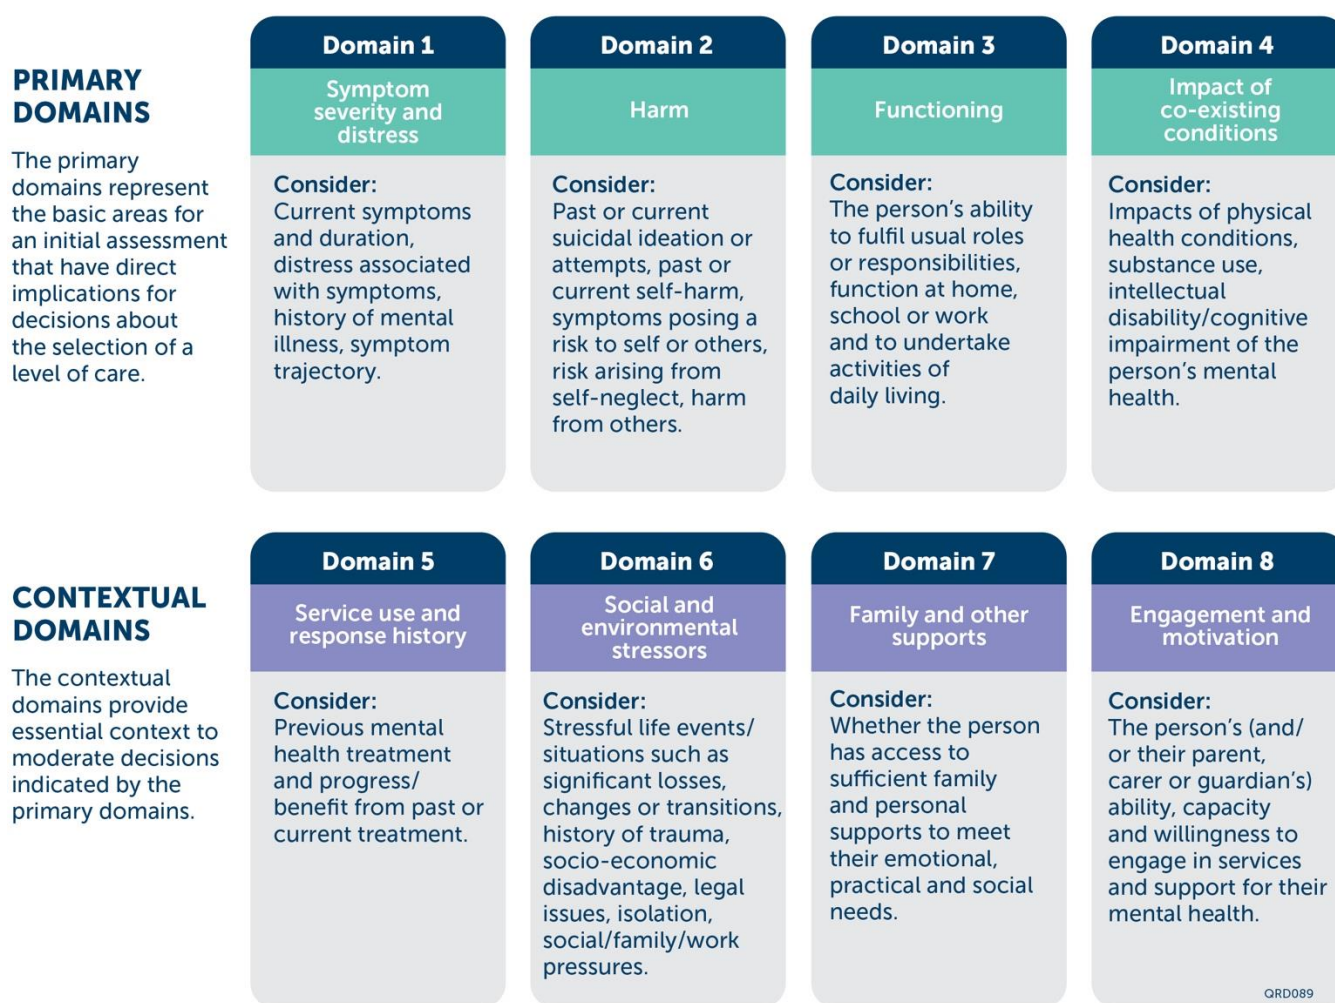 PRIMARY
DOMAINS
The primary
domains represent
the basic areas for
an initial assessment
that have direct
implications for
decisions about
the selection of a
level of care.
Domain 1
Symptom
severity and
distress
Consider:
Current symptoms
and duration,
distress associated
with symptoms,
history of mental
illness, symptom
trajectory.
Domain 2
Harm
Consider:
Past or current
suicidal ideation or
attempts, past or
current self-harm,
symptoms posing a
risk to self or others,
risk arising from
self-neglect, harm
from others.
Domain 3
Functioning
Consider:
The person's ability
to fulfil usual roles
or responsibilities,
function at home,
school or work
and to undertake
activities of
daily living.
Domain 4
Impact of
co-existing
conditions
Consider:
Impacts of physical
health conditions,
substance use,
intellectual
disability/cognitive
impairment of the
person's mental
health.
CONTEXTUAL
DOMAINS
The contextual
domains provide
essential context to
moderate decisions
indicated by the
primary domains.
Domain 5
Service use and
response history
Consider:
Previous mental
health treatment
and progress/
benefit from past or
current treatment.
Domain 6
Social and
environmental
stressors
Consider:
Stressful life events/
situations such as
significant losses,
changes or transitions,
history of trauma,
socio-economic
disadvantage, legal
issues, isolation,
social/family/work
pressures.
Domain 7
Family and other
supports
Consider:
Whether the person
has access to
sufficient family
and personal
supports to meet
their emotional,
practical and social
needs.
Domain 8
Engagement and
motivation
Consider:
The person's (and/
or their parent,
carer or guardian's)
ability, capacity
and willingness to
engage in services
and support for their
mental health.
QRD089